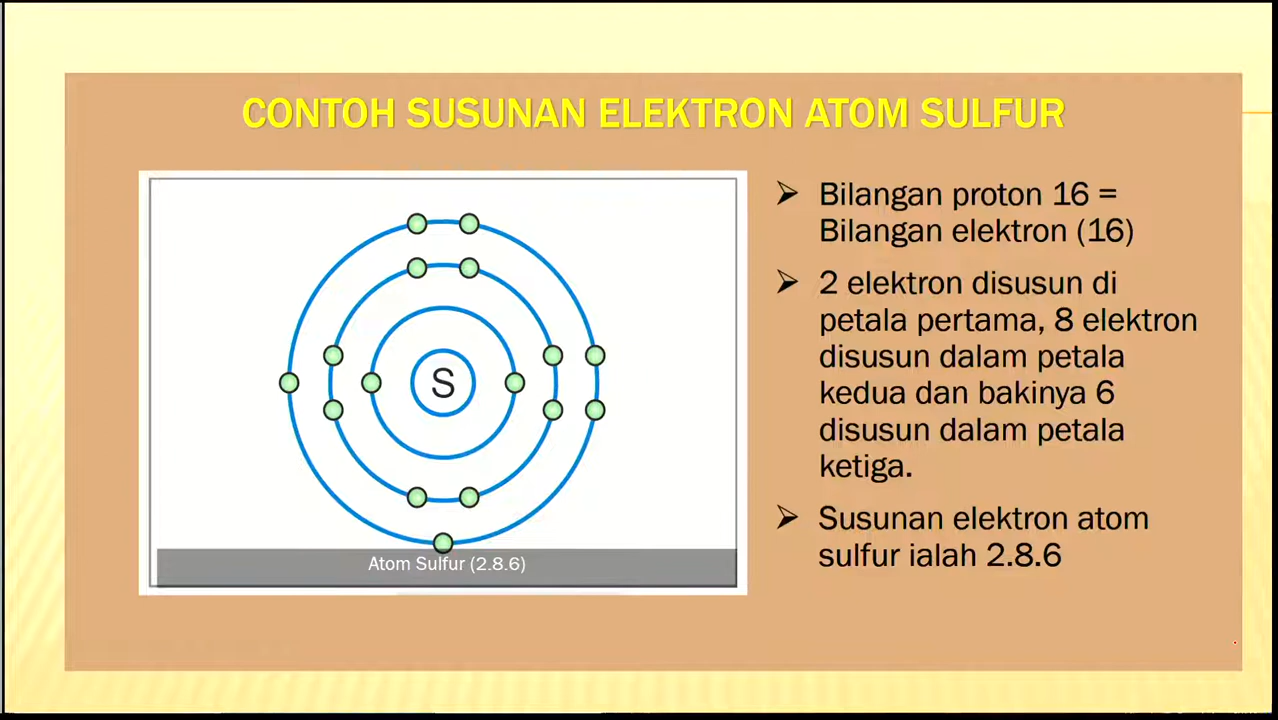 CONTOH SUSUNAN ELEKTRON ATOM SULFUR
S
Atom Sulfur (2.8.6)
Bilangan proton 16 =
Bilangan elektron (16)
2 elektron disusun di
petala pertama, 8 elektron
disusun dalam petala
kedua dan bakinya 6
disusun dalam petala
ketiga.
Susunan elektron atom
sulfur ialah 2.8.6